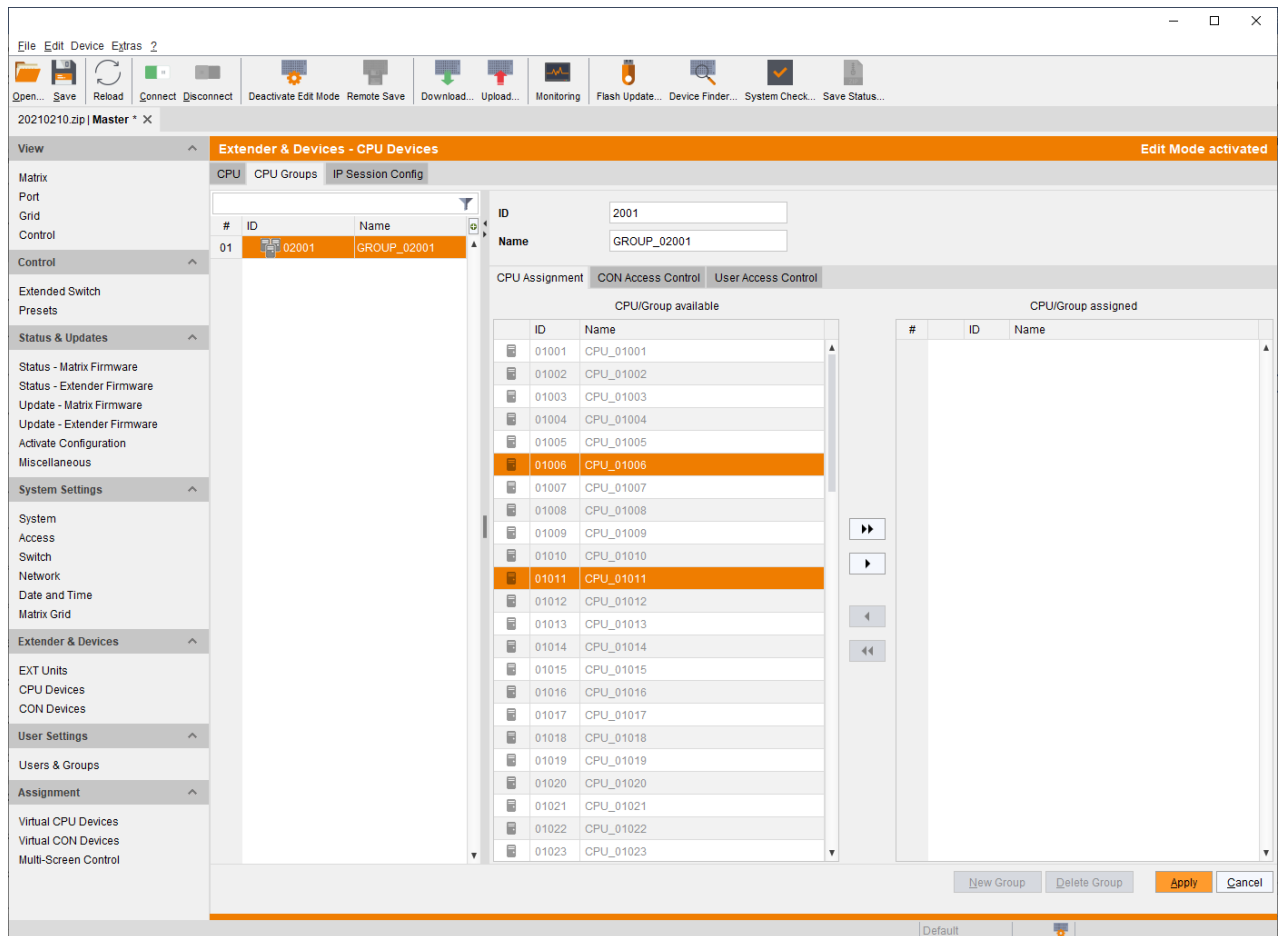 File Edit Device Extras ?
Open... Save Reload Connect Disconnect Deactivate Edit Mode Remote Save Download... Upload... Monitoring Flash Update... Device Finder... System Check... Save Status...
20210210.zip | Master *
View
Matrix
Port
Grid
Control
Control
Extended Switch
Presets
Status & Updates
Status - Matrix Firmware
Status - Extender Firmware
Update - Matrix Firmware
Update - Extender Firmware
Activate Configuration
Miscellaneous
System Settings
System
Access
Switch
Network
Date and Time
Matrix Grid
Extender & Devices
EXT Units
CPU Devices
CON Devices
User Settings
Users & Groups
Assignment
Virtual CPU Devices
Virtual CON Devices
Multi-Screen Control
Extender & Devices - CPU Devices Edit Mode activated
CPU CPU Groups IP Session Config
# ID Name
01 02001 GROUP_02001
ID 2001
Name GROUP_02001
CPU Assignment CON Access Control User Access Control
CPU/Group available
ID Name
01001 CPU_01001
01002 CPU_01002
01003 CPU_01003
01004 CPU_01004
01005 CPU_01005
01006 CPU_01006
01007 CPU_01007
01008 CPU_01008
01009 CPU_01009
01010 CPU_01010
01011 CPU_01011
01012 CPU_01012
01013 CPU_01013
01014 CPU_01014
01015 CPU_01015
01016 CPU_01016
01017 CPU_01017
01018 CPU_01018
01019 CPU_01019
01020 CPU_01020
01021 CPU_01021
01022 CPU_01022
01023 CPU_01023
CPU/Group assigned
# ID Name
New Group Delete Group Apply Cancel
Default